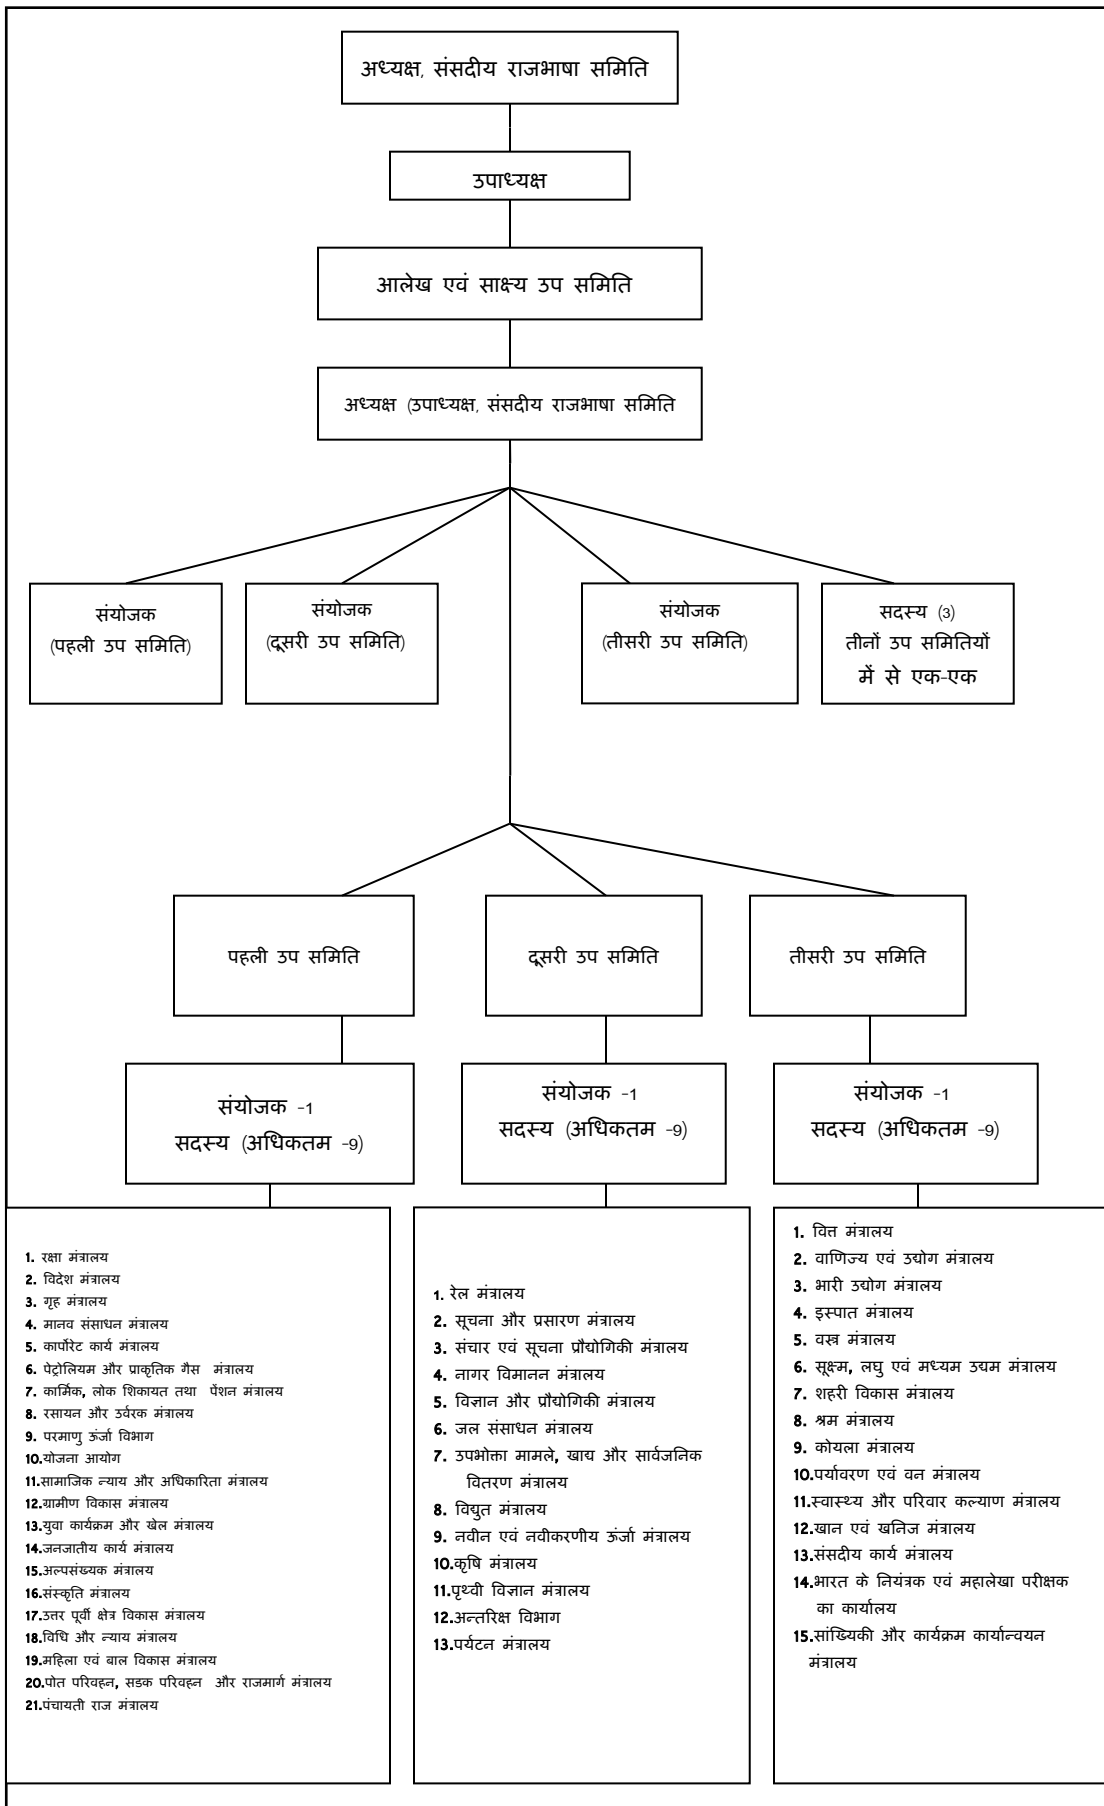 अध्यक्ष, संसदीय राजभाषा समिति
उपाध्यक्ष
आलेख एवं साक्ष्य उप समिति
अध्यक्ष (उपाध्यक्ष, संसदीय राजभाषा समिति
संयोजक
(पहली उप समिति)
संयोजक
(दूसरी उप समिति)
संयोजक
(तीसरी उप समिति)
सदस्य (3)
तीनों उप समितियों
में से एक-एक
पहली उप समिति
दूसरी उप समिति
तीसरी उप समिति
संयोजक -1
सदस्य (अधिकतम -9)
संयोजक -1
सदस्य (अधिकतम -9)
संयोजक -1
सदस्य (अधिकतम -9)
1. रक्षा मंत्रालय
2. विदेश मंत्रालय
3. गृह मंत्रालय
4. मानव संसाधन मंत्रालय
5. कार्पोरेट कार्य मंत्रालय
6. पेट्रोलियम और प्राकृतिक गैस मंत्रालय
7. कार्मिक, लोक शिकायत तथा पेंशन मंत्रालय
8. रसायन और उर्वरक मंत्रालय
9. परमाणु ऊंर्जा विभाग
10.योजना आयोग
11.सामाजिक न्याय और अधिकारिता मंत्रालय
12.ग्रामीण विकास मंत्रालय
13.युवा कार्यक्रम और खेल मंत्रालय
14.जनजातीय कार्य मंत्रालय
15.अल्पसंख्यक मंत्रालय
16.संस्कृति मंत्रालय
17.उत्तर पूर्वी क्षेत्र विकास मंत्रालय
18.विधि और न्याय मंत्रालय
19.महिला एवं बाल विकास मंत्रालय
20.पोत परिवहन, सडक परिवहन और राजमार्ग मंत्रालय
21.पंचायती राज मंत्रालय
1. रेल मंत्रालय
2. सूचना और प्रसारण मंत्रालय
3. संचार एवं सूचना प्रौद्योगिकी मंत्रालय
4. नागर विमानन मंत्रालय
5. विज्ञान और प्रौद्योगिकी मंत्रालय
6. जल संसाधन मंत्रालय
7. उपभोक्ता मामले, खाद्य और सार्वजनिक
वितरण मंत्रालय
8. विद्युत मंत्रालय
9. नवीन एवं नवीकरणीय ऊंर्जा मंत्रालय
10.कृषि मंत्रालय
11.पृथ्वी विज्ञान मंत्रालय
12.अन्तरिक्ष विभाग
13.पर्यटन मंत्रालय
1. वित्त मंत्रालय
2. वाणिज्य एवं उद्योग मंत्रालय
3. भारी उद्योग मंत्रालय
4. इस्पात मंत्रालय
5. वस्त्र मंत्रालय
6. सूक्ष्म, लघु एवं मध्यम उद्यम मंत्रालय
7. शहरी विकास मंत्रालय
8. श्रम मंत्रालय
9. कोयला मंत्रालय
10.पर्यावरण एवं वन मंत्रालय
11.स्वास्थ्य और परिवार कल्याण मंत्रालय
12.खान एवं खनिज मंत्रालय
13.संसदीय कार्य मंत्रालय
14.भारत के नियंत्रक एवं महालेखा परीक्षक
का कार्यालय
15.सांख्यिकी और कार्यक्रम कार्यान्वयन
मंत्रालय